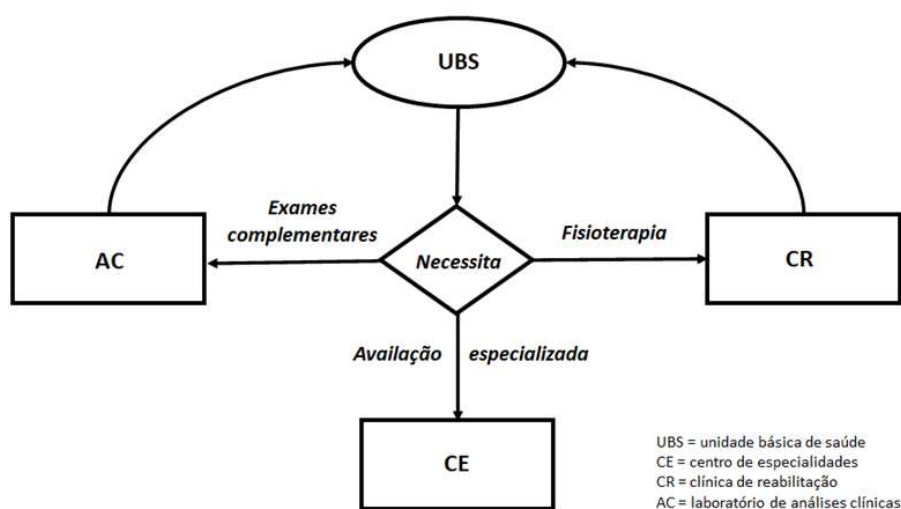 UBS
Exames
complementares
Fisioterapia
AC
Necessita
CR
Availação especializada
CE
UBS = unidade básica de saúde
CE = centro de especialidades
CR = clínica de reabilitação
AC = laboratório de análises clínicas